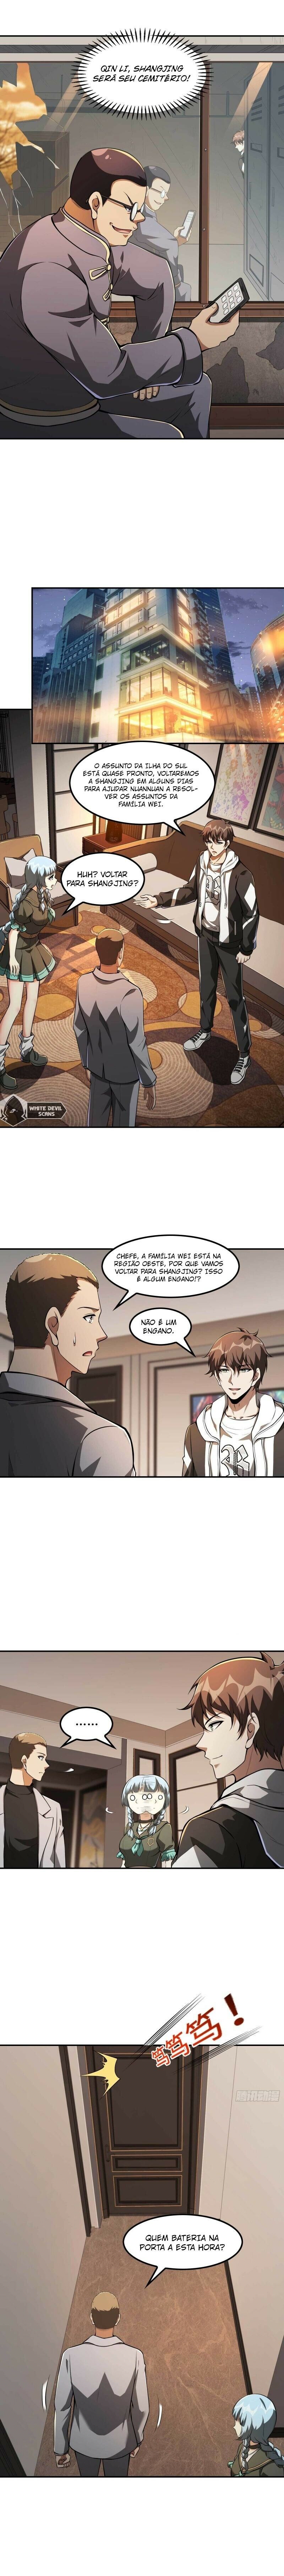 QIN LI, SHANGJING
SERÁ SEU CEMITÉRIO!
O ASSUNTO DA ILHA DO SUL
ESTÁ QUASE PRONTO, VOLTAREMOS
A SHANGJING EM ALGUNS DIAS
PARA AJUDAR NUANNUAN A RESOL-
VER OS ASSUNTOS DA
FAMÍLIA WEI.
HUH? VOLTAR
PARA SHANGJING?
WHITE DEVIL
SCANS
CHEFE, A FAMÍLIA WEI ESTÁ NA
REGIÃO OESTE, POR QUE VAMOS
VOLTAR PARA SHANGJING? ISSO
É ALGUM ENGANO!?
NÃO É UM
ENGANO.
......
笃笃笃!
QUEM BATERIA NA
PORTA A ESTA HORA?